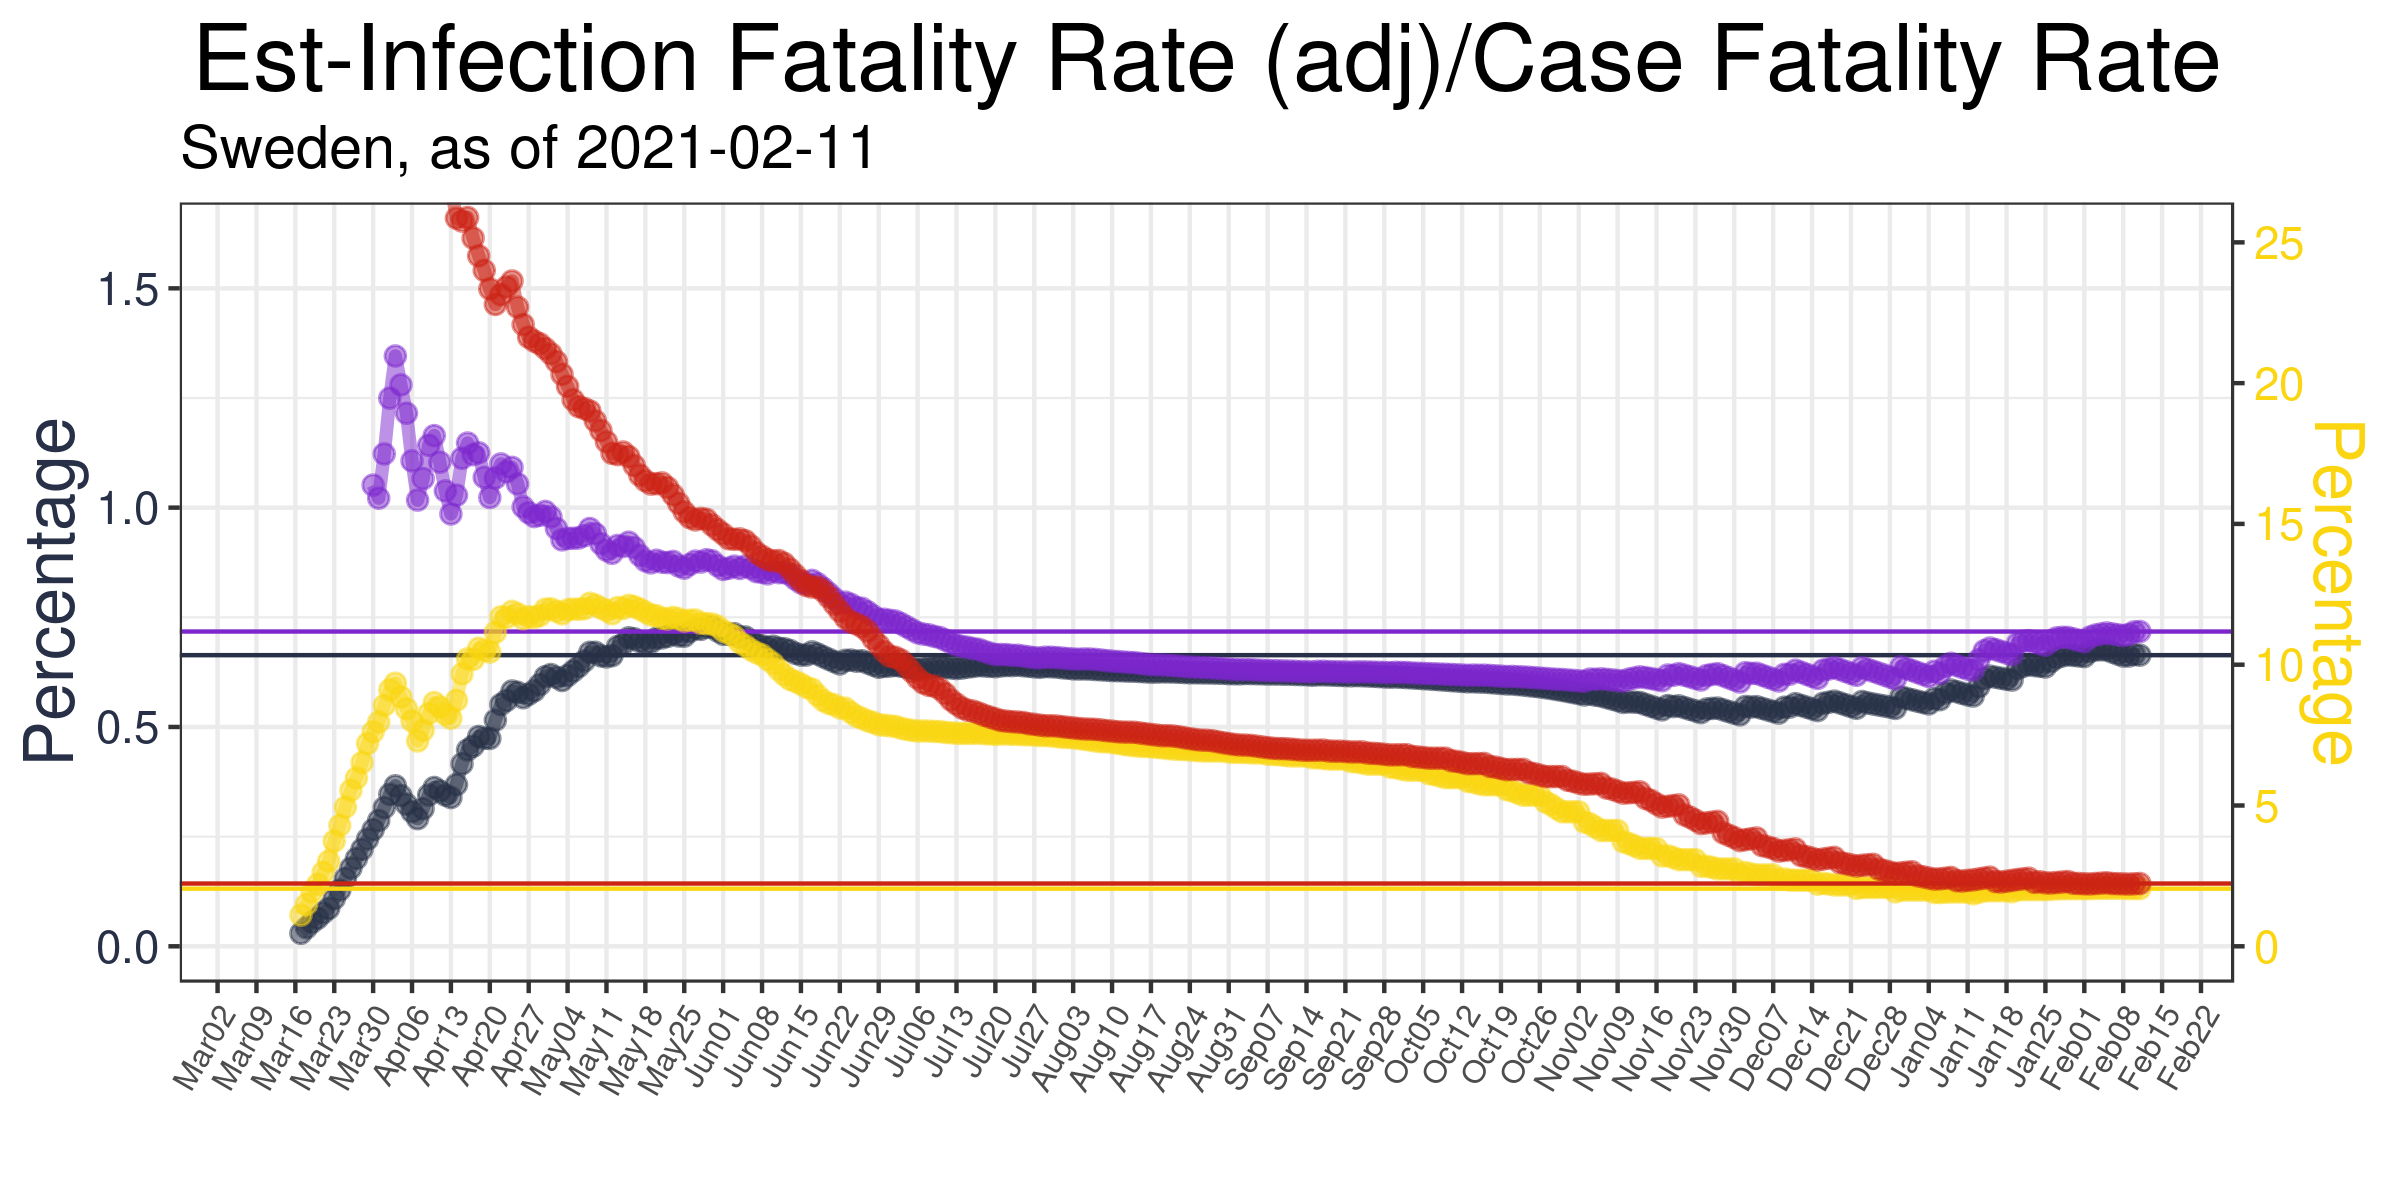 Est-Infection Fatality Rate (adj)/Case Fatality Rate
Sweden, as of 2021-02-11
Percentage
1.5
1.0
0.5
0.0
25
20
15
10
5
0
Percentage
Mar02
Mar09
Mar16
Mar23
Mar30
Apr06
Apr13
Apr20
Apr27
May04
May11
May18
May25
Jun01
Jun08
Jun15
Jun22
Jun29
Jul06
Jul13
Jul20
Jul27
Aug03
Aug10
Aug17
Aug24
Aug31
Sep07
Sep14
Sep21
Sep28
Oct05
Oct12
Oct19
Oct26
Nov02
Nov09
Nov16
Nov23
Nov30
Dec07
Dec14
Dec21
Dec28
Jan04
Jan11
Jan18
Jan25
Feb01
Feb08
Feb15
Feb22